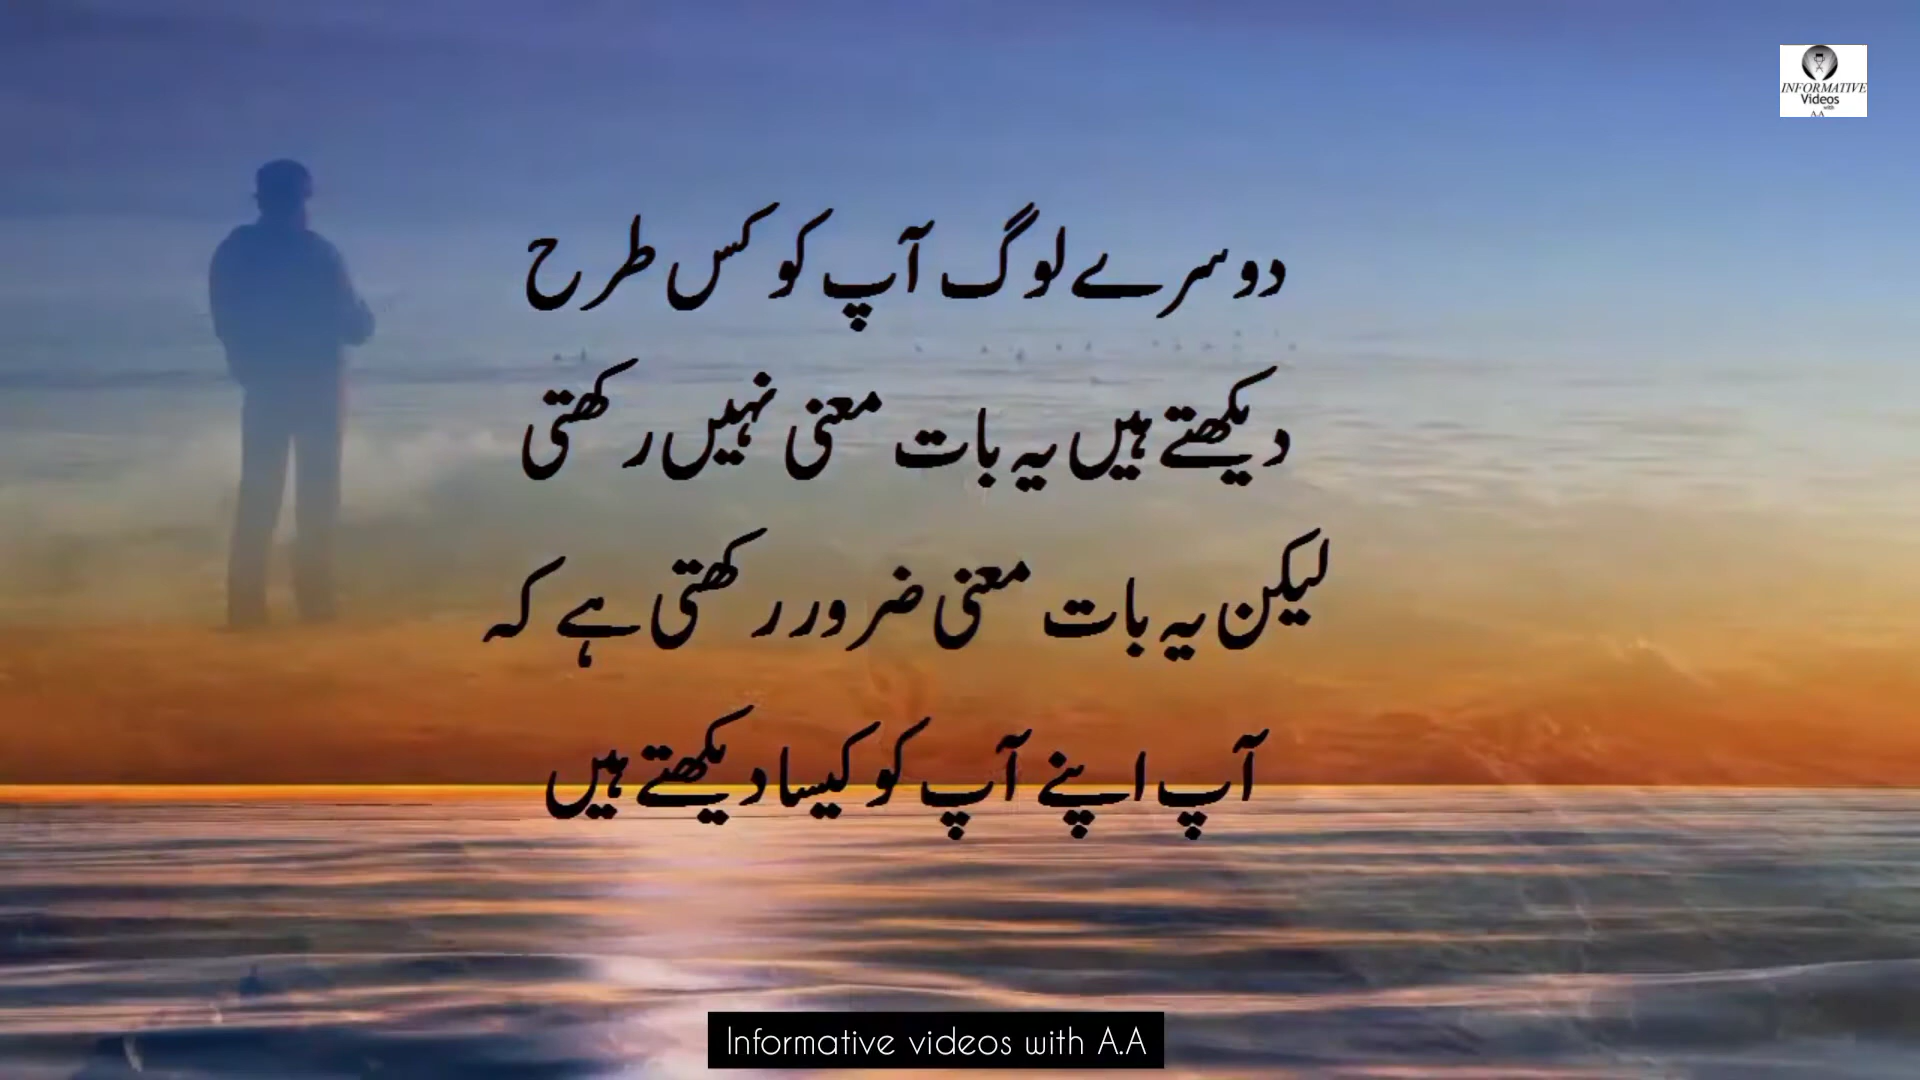 INFORMATIVE
Videos
with
A.A
دوسرے لوگ آپ کو کس طرح
دیکھتے ہیں یہ بات معنی نہیں رکھتی
لیکن یہ بات معنی ضرور رکھتی ہے کہ
آپ اپنے آپ کو کیسا دیکھتے ہیں
Informative videos with A.A